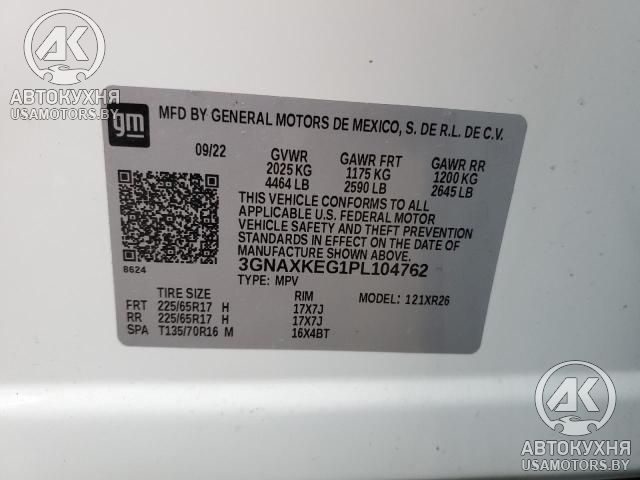 AK
АВТОКУХНЯ
USAMOTORS.BY
gm
MFD BY GENERAL MOTORS DE MEXICO, S. DE R.L. DE C.V.
09/22 GVWR GAWR FRT GAWR RR
2025 KG 1175 KG 1200 KG
4464 LB 2590 LB 2645 LB
THIS VEHICLE CONFORMS TO ALL
APPLICABLE U.S. FEDERAL MOTOR
VEHICLE SAFETY AND THEFT PREVENTION
STANDARDS IN EFFECT ON THE DATE OF
MANUFACTURE SHOWN ABOVE.
8624 3GNAXKEG1PL104762
TYPE: MPV MODEL: 121XR26
TIRE SIZE RIM
FRT 225/65R17 H 17X7J
RR 225/65R17 H 17X7J
SPA T135/70R16 M 16X4BT
AK
АВТОКУХНЯ
USAMOTORS.BY